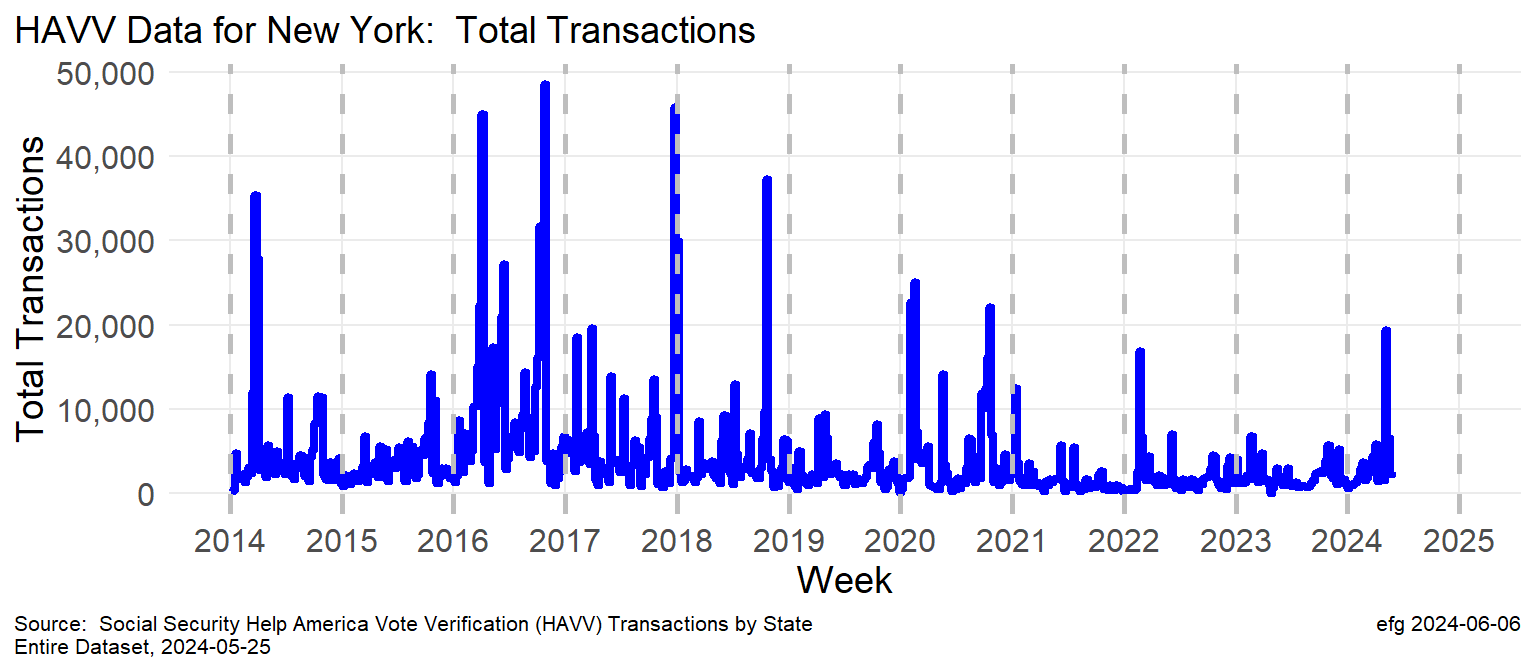 HAVV Data for New York:  Total Transactions
50,000
40,000
30,000
20,000
10,000
0
Total Transactions
2014 2015 2016 2017 2018 2019 2020 2021 2022 2023 2024 2025
Week
Source:  Social Security Help America Vote Verification (HAVV) Transactions by State
Entire Dataset, 2024-05-25
efg 2024-06-06